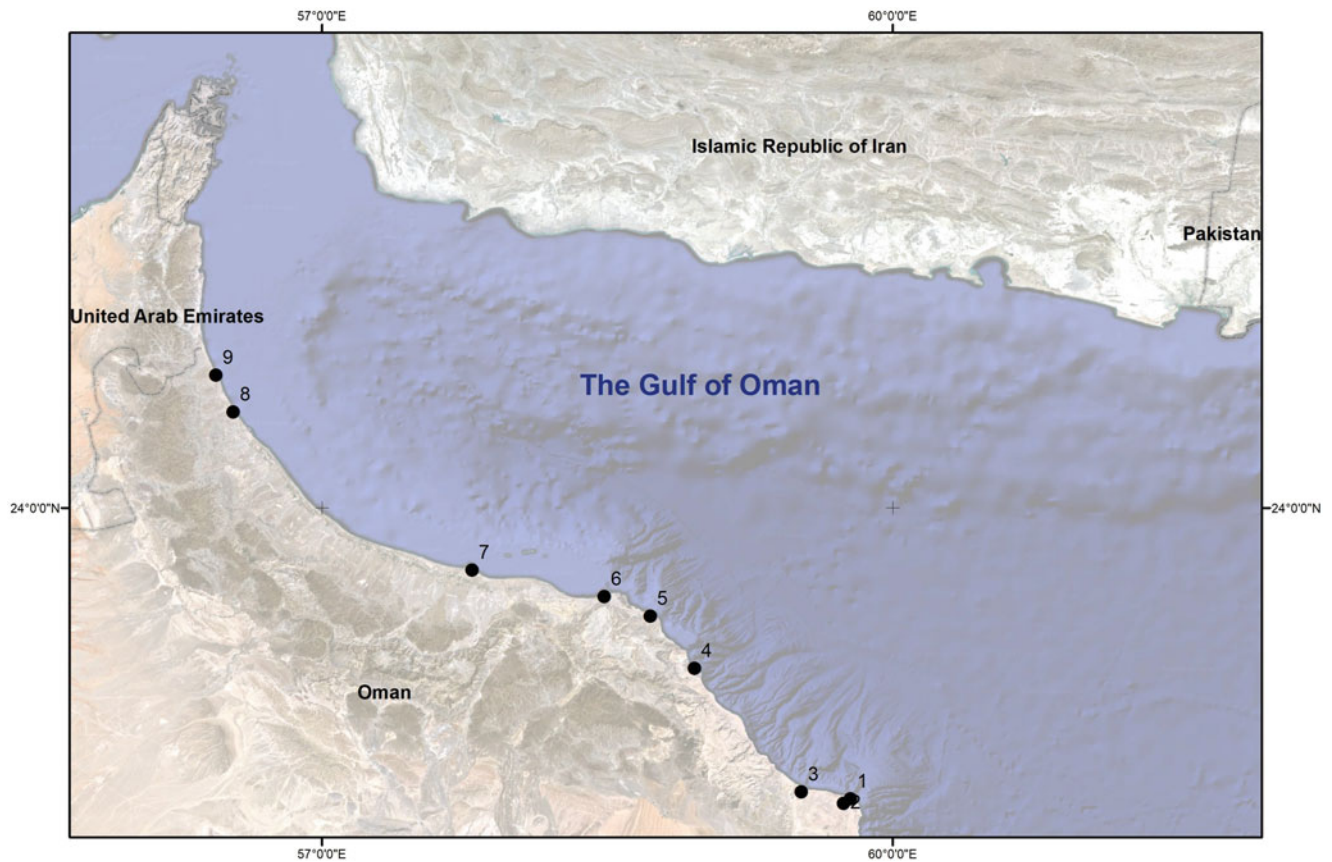 57°0'0"E
60°0'0"E
Islamic Republic of Iran
Pakistan
United Arab Emirates
9
The Gulf of Oman
8
24°0'0"N
24°0'0"N
7
6
5
4
Oman
3
1
2
57°0'0"E
60°0'0"E